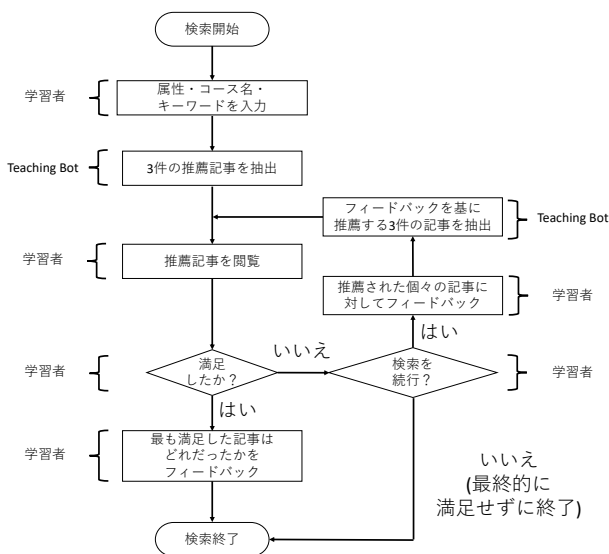 検索開始
学習者
属性・コース名・
キーワードを入力
Teaching Bot
3件の推薦記事を抽出
フィードバックを基に
推薦する3件の記事を抽出
Teaching Bot
学習者
推薦記事を閲覧
推薦された個々の記事に
対してフィードバック
学習者
はい
いいえ
学習者
満足
したか？
検索を
続行？
学習者
はい
学習者
最も満足した記事は
どれだったかを
フィードバック
いいえ
(最終的に
満足せずに終了)
検索終了